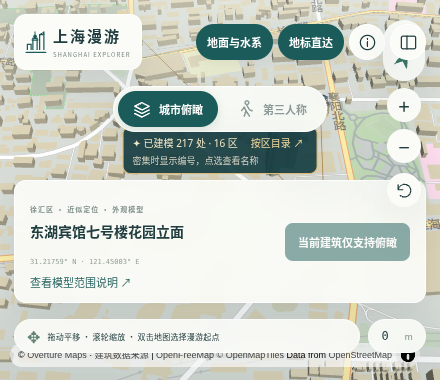 上海漫游
SHANGHAI EXPLORER
地面与水系
地标直达
城市俯瞰
第三人称
襄阳北路
✦ 已建模 217 处 · 16 区 按区目录 ↗
密集时显示编号，点选查看名称
徐汇区 · 近似定位 · 外观模型
东湖宾馆七号楼花园立面
当前建筑仅支持俯瞰
31.21759° N · 121.45083° E
查看模型范围说明 ↗
拖动平移 · 滚轮缩放 · 双击地图选择漫游起点
0 m
© Overture Maps · 建筑数据来源 | OpenFreeMap © OpenMapTiles Data from OpenStreetMap